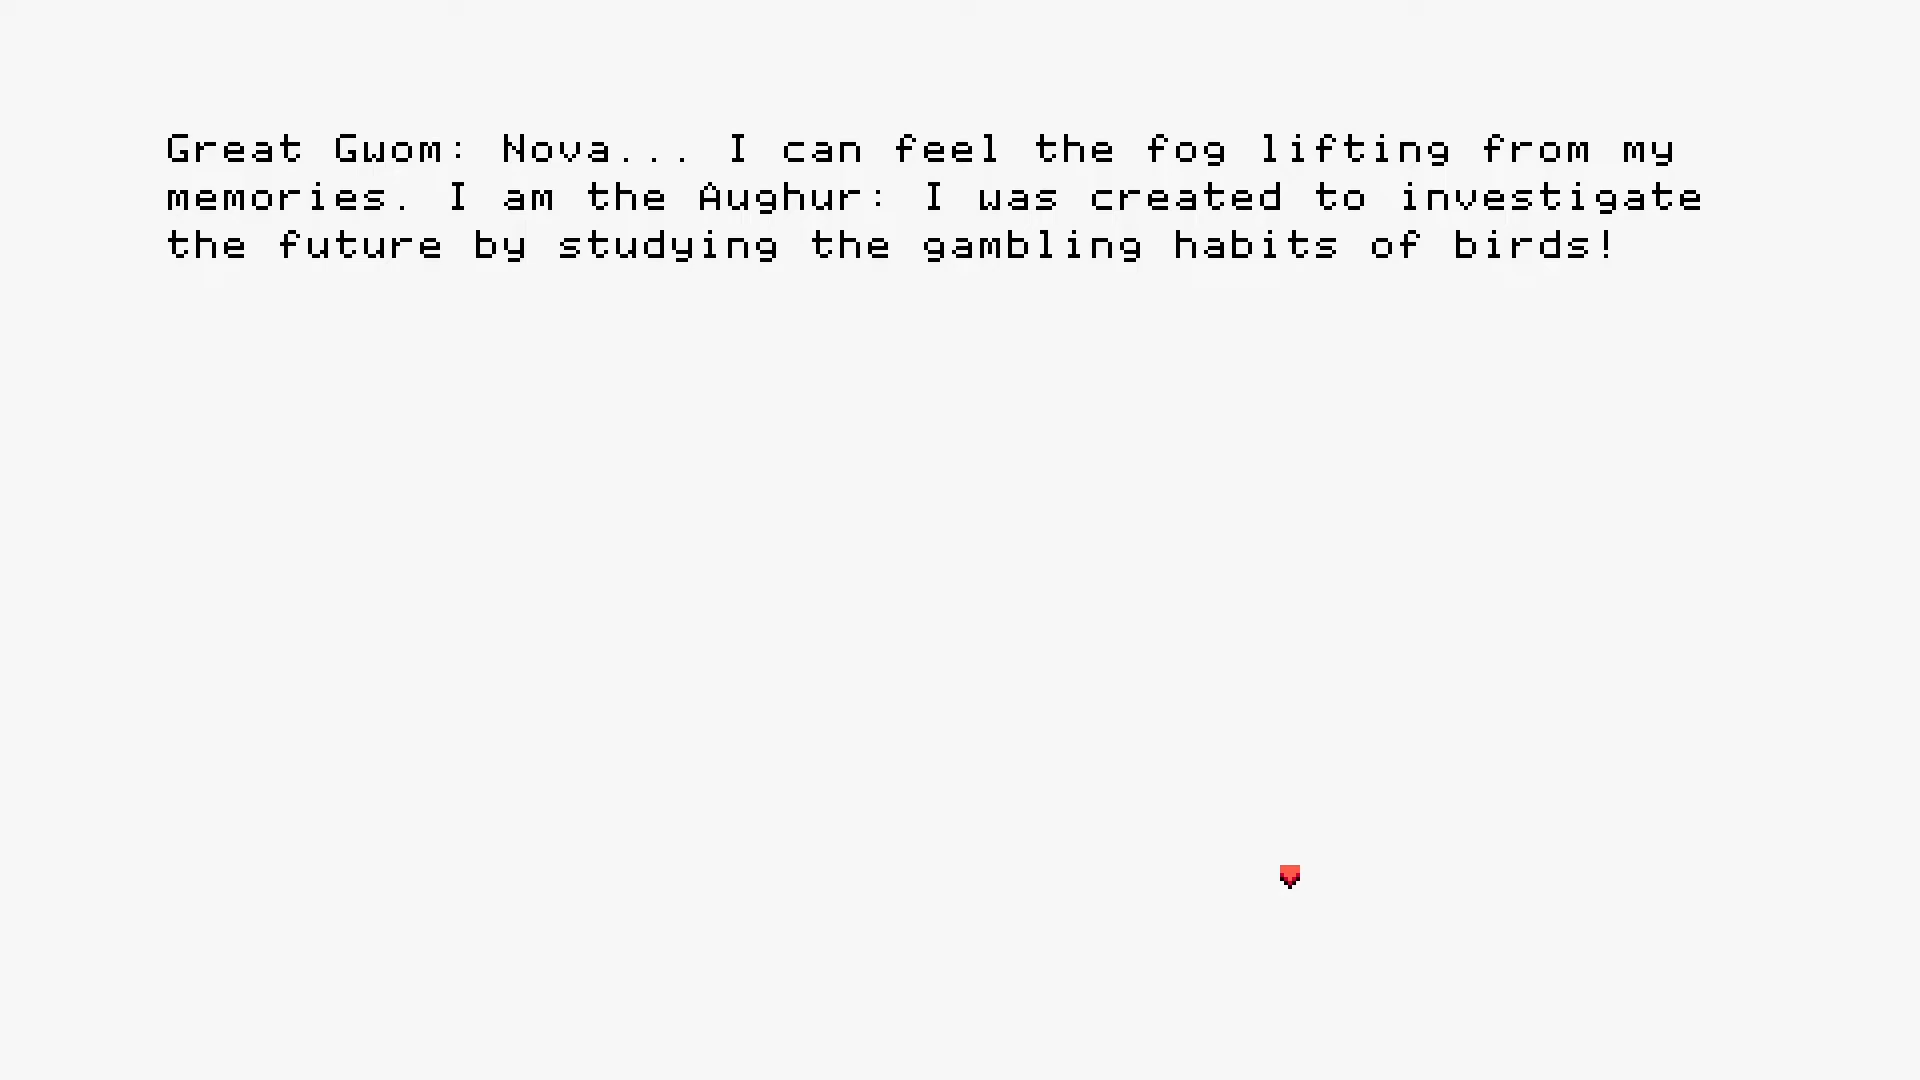 Great Gwom: Nova... I can feel the fog lifting from my
memories. I am the Aughur: I was created to investigate
the future by studying the gambling habits of birds!